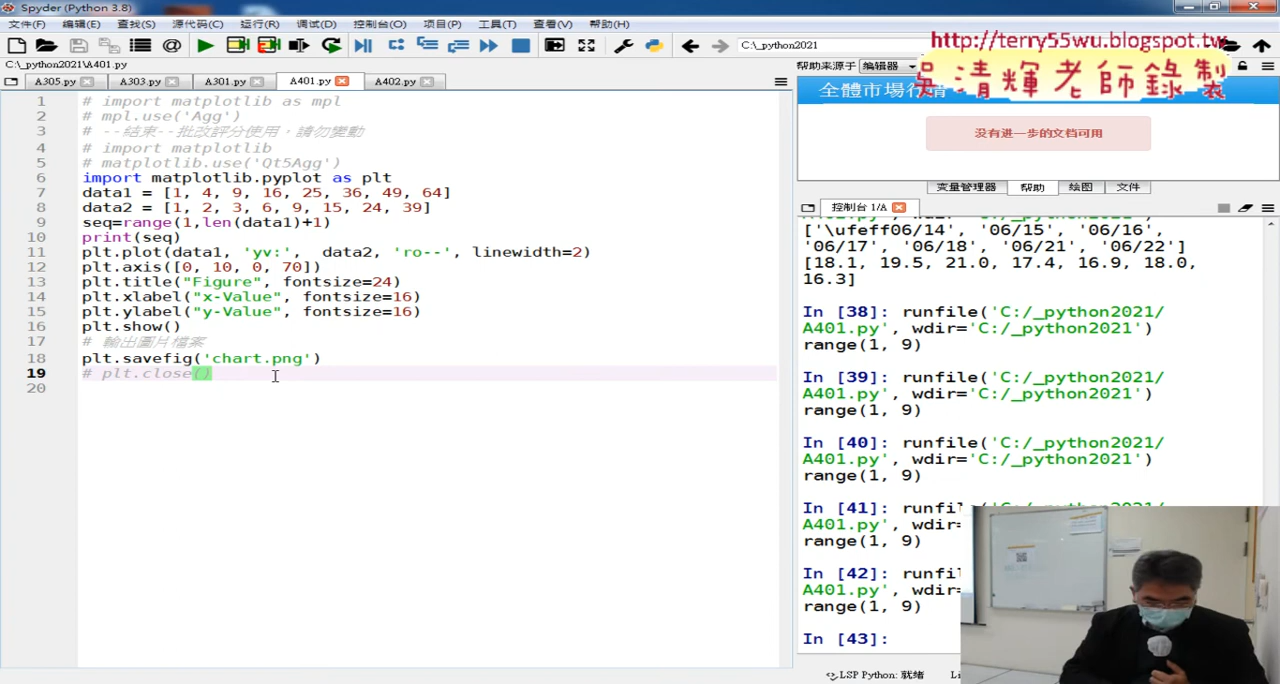 Spyder (Python 3.8)
文件(F) 编辑(E) 查找(S) 源代码(C) 运行(R) 调试(D) 控制台(O) 项目(P) 工具(T) 查看(V) 帮助(H)
C:\_python2021
http://terry55wu.blogspot.tw
吳清輝老師錄製
C:\_python2021\A401.py
A305.py A303.py A301.py A401.py A402.py
1 # import matplotlib as mpl
2 # mpl.use('Agg')
3 # --結束--批改評分使用，請勿變動
4 # import matplotlib
5 # matplotlib.use('Qt5Agg')
6 import matplotlib.pyplot as plt
7 data1 = [1, 4, 9, 16, 25, 36, 49, 64]
8 data2 = [1, 2, 3, 6, 9, 15, 24, 39]
9 seq=range(1,len(data1)+1)
10 print(seq)
11 plt.plot(data1, 'yv:',  data2, 'ro--', linewidth=2)
12 plt.axis([0, 10, 0, 70])
13 plt.title("Figure", fontsize=24)
14 plt.xlabel("x-Value", fontsize=16)
15 plt.ylabel("y-Value", fontsize=16)
16 plt.show()
17 # 輸出圖片檔案
18 plt.savefig('chart.png')
19 # plt.close()
20
帮助来源于 编辑器
全體市場行情
没有进一步的文档可用
变量管理器 帮助 绘图 文件
控制台 1/A
['\ufeff06/14', '06/15', '06/16',
'06/17', '06/18', '06/21', '06/22']
[18.1, 19.5, 21.0, 17.4, 16.9, 18.0,
16.3]
In [38]: runfile('C:/_python2021/
A401.py', wdir='C:/_python2021')
range(1, 9)
In [39]: runfile('C:/_python2021/
A401.py', wdir='C:/_python2021')
range(1, 9)
In [40]: runfile('C:/_python2021/
A401.py', wdir='C:/_python2021')
range(1, 9)
In [41]: runfile('C:/_python2021/
A401.py', wdir=
range(1, 9)
In [42]: runfi
A401.py', wdir=
range(1, 9)
In [43]:
LSP Python: 就绪